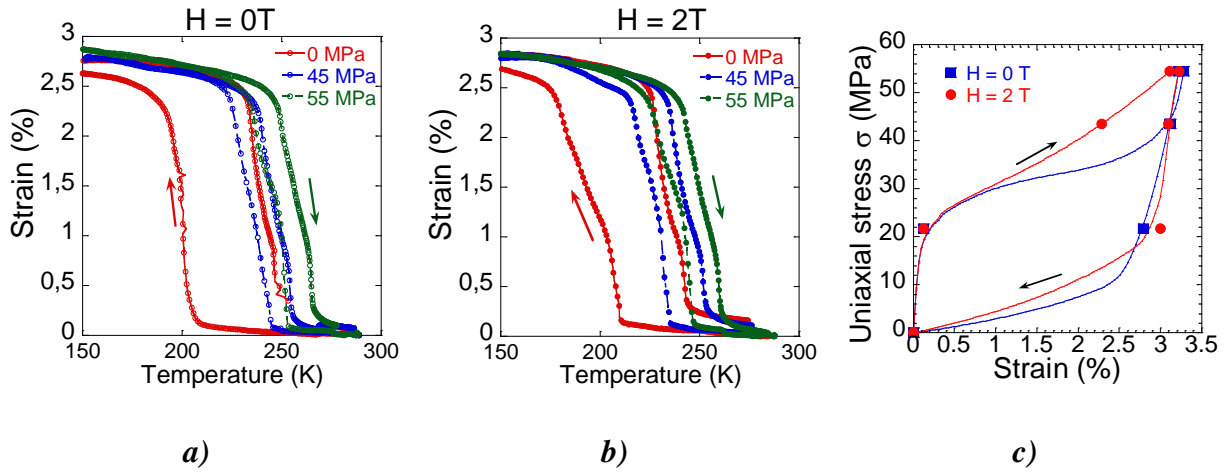 H = 0T
Strain (%)
3
2,5
2
1,5
1
0,5
0
150 200 250 300
0 MPa
45 MPa
55 MPa
Temperature (K)
a)
H = 2T
Strain (%)
3
2,5
2
1,5
1
0,5
0
150 200 250 300
0 MPa
45 MPa
55 MPa
Temperature (K)
b)
Uniaxial stress σ (MPa)
60
50
40
30
20
10
0
0 0.5 1 1.5 2 2.5 3 3.5
H = 0 T
H = 2 T
Strain (%)
c)